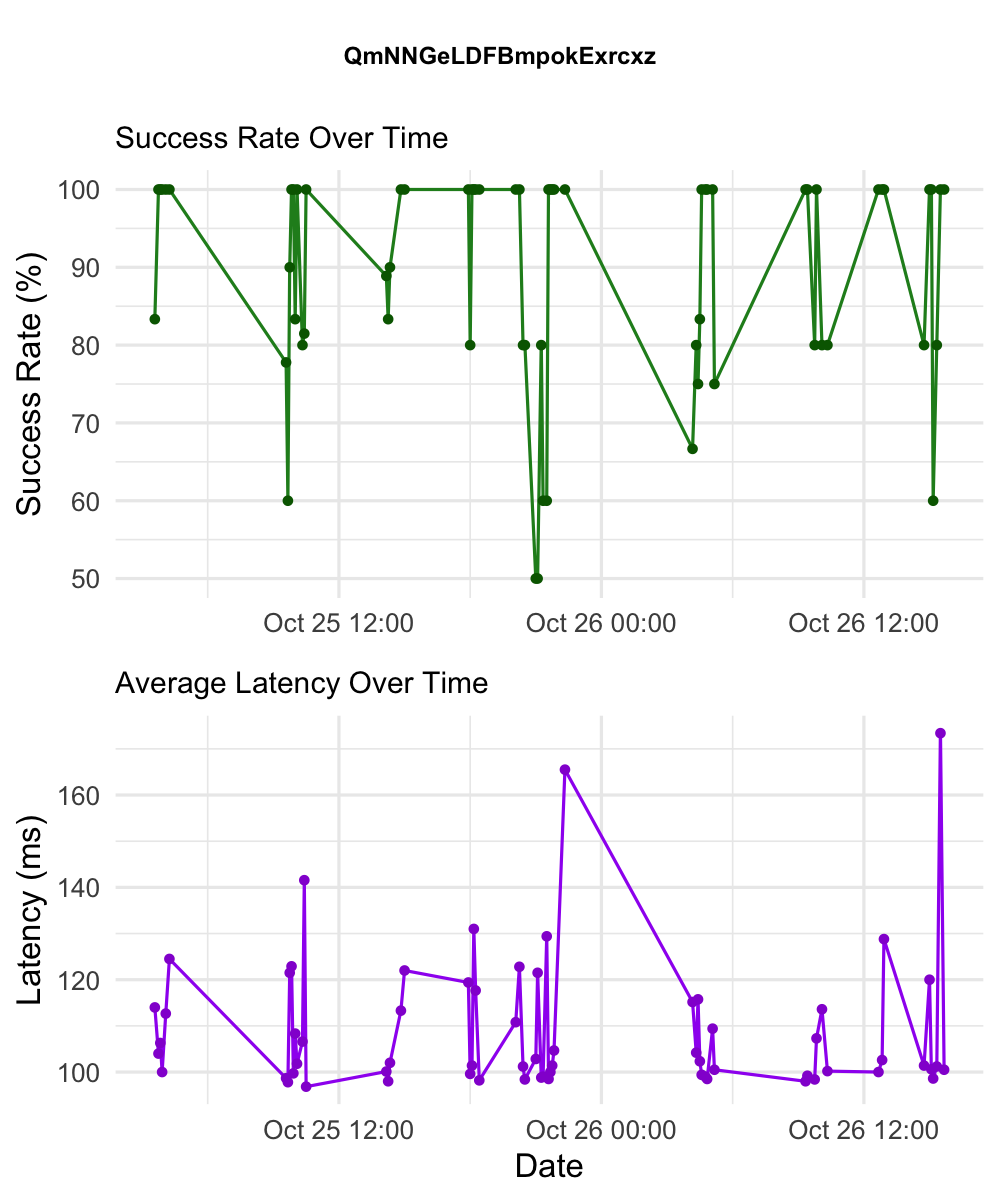 QmNNGeLDFBmpokExrcxz
Success Rate Over Time
Success Rate (%)
100
90
80
70
60
50
Oct 25 12:00 Oct 26 00:00 Oct 26 12:00
Average Latency Over Time
Latency (ms)
160
140
120
100
Oct 25 12:00 Oct 26 00:00 Oct 26 12:00
Date